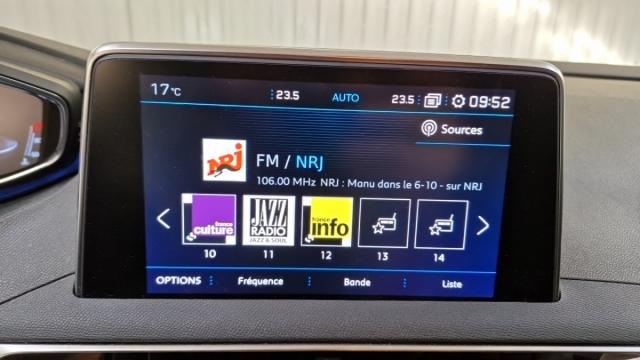 17°C 23.5 AUTO 23.5 09:52
Sources
NRJ
FM / NRJ
106.00 MHz NRJ : Manu dans le 6-10 - sur NRJ
france culture
JAZZ RADIO
JAZZ & SOUL
france info
10 11 12 13 14
OPTIONS Fréquence Bande Liste